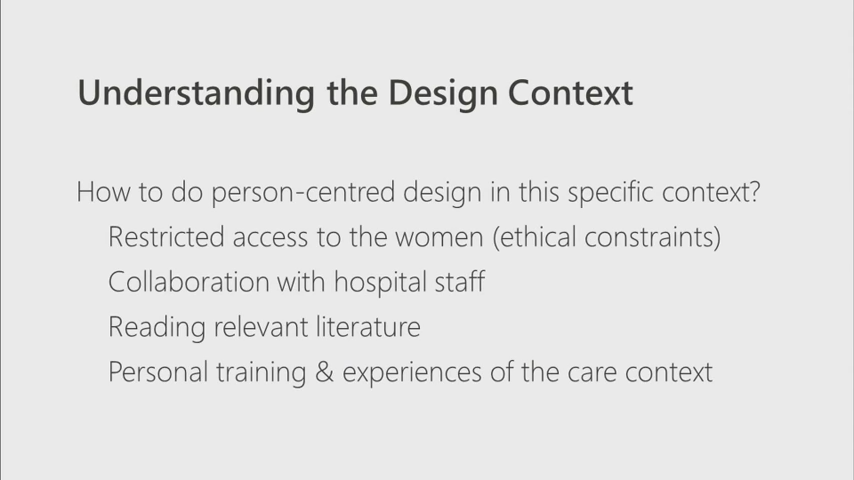 Understanding the Design Context
How to do person-centred design in this specific context?
Restricted access to the women (ethical constraints)
Collaboration with hospital staff
Reading relevant literature
Personal training & experiences of the care context